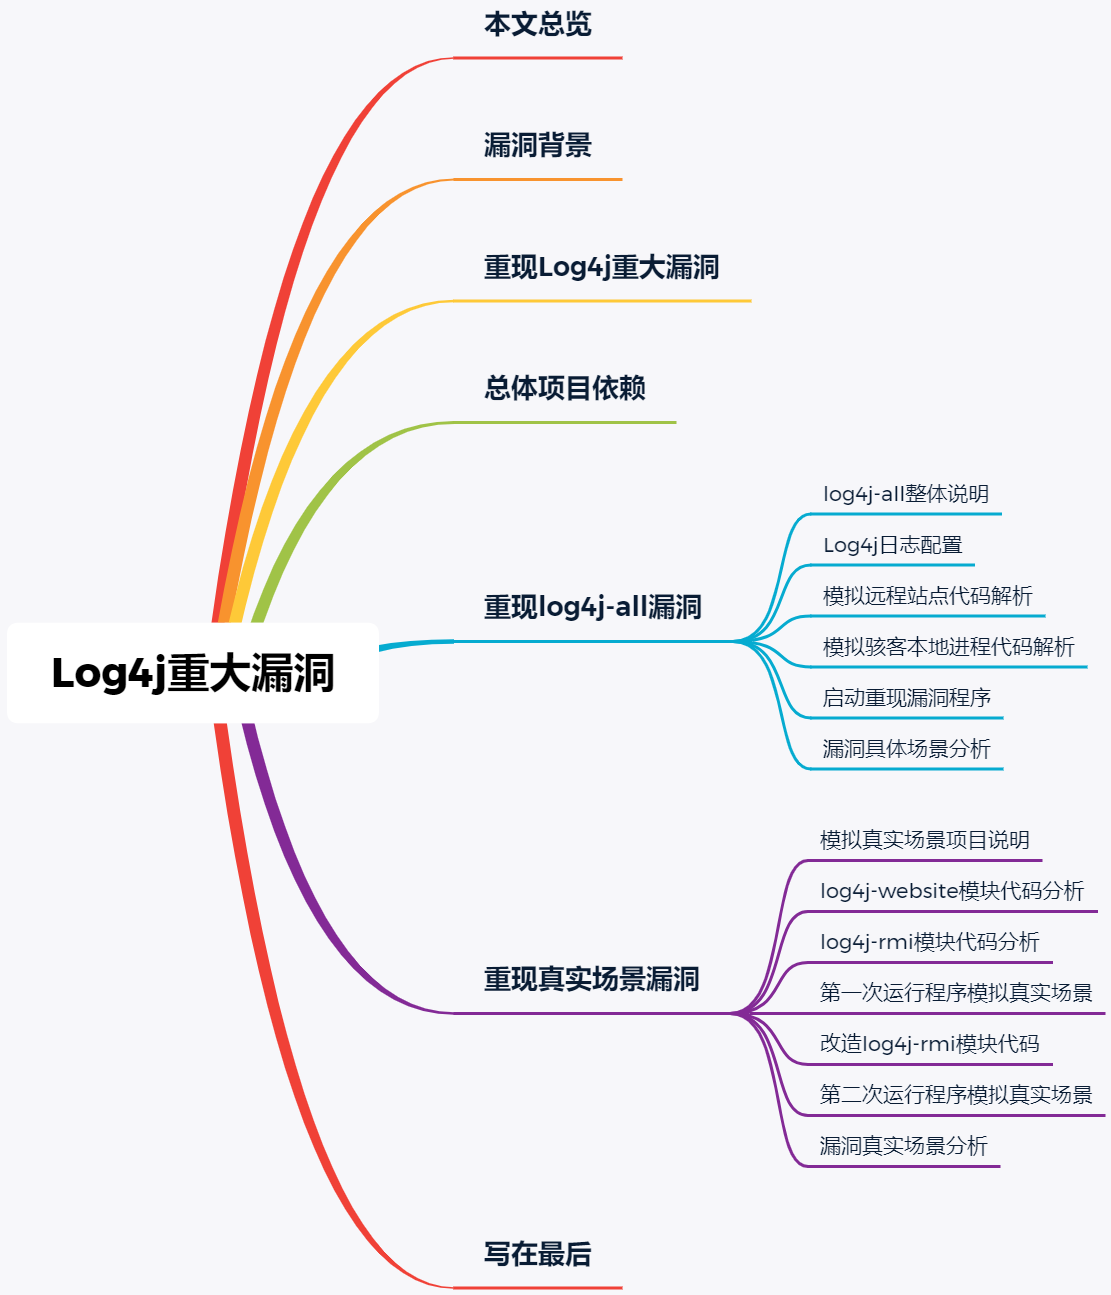 本文总览
漏洞背景
重现Log4j重大漏洞
总体项目依赖
Log4j重大漏洞
重现log4j-all漏洞
log4j-all整体说明
Log4j日志配置
模拟远程站点代码解析
模拟骇客本地进程代码解析
启动重现漏洞程序
漏洞具体场景分析
重现真实场景漏洞
模拟真实场景项目说明
log4j-website模块代码分析
log4j-rmi模块代码分析
第一次运行程序模拟真实场景
改造log4j-rmi模块代码
第二次运行程序模拟真实场景
漏洞真实场景分析
写在最后